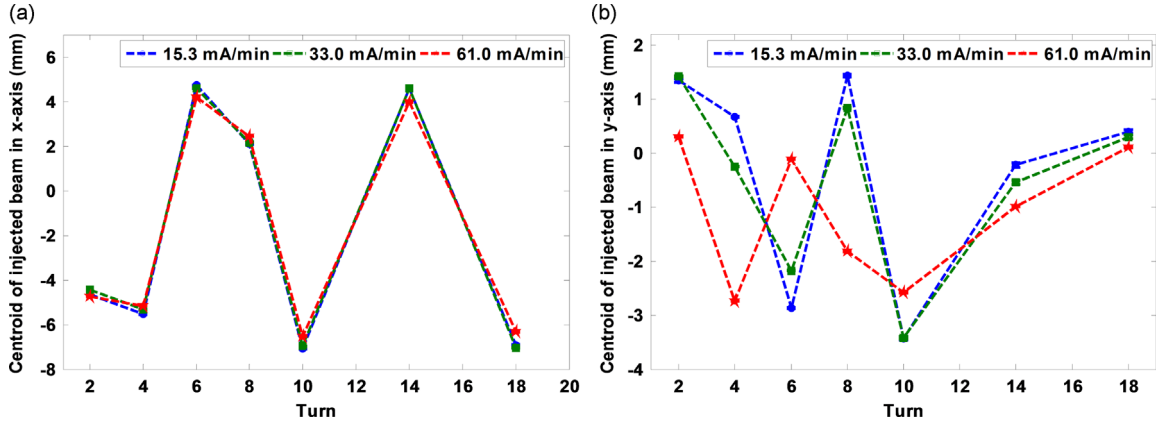 (a)
15.3 mA/min 33.0 mA/min 61.0 mA/min
Centroid of injected beam in x-axis (mm)
6
4
2
0
-2
-4
-6
-8
2 4 6 8 10 12 14 16 18 20
Turn
(b)
15.3 mA/min 33.0 mA/min 61.0 mA/min
Centroid of injected beam in y-axis (mm)
2
1
0
-1
-2
-3
-4
2 4 6 8 10 12 14 16 18
Turn